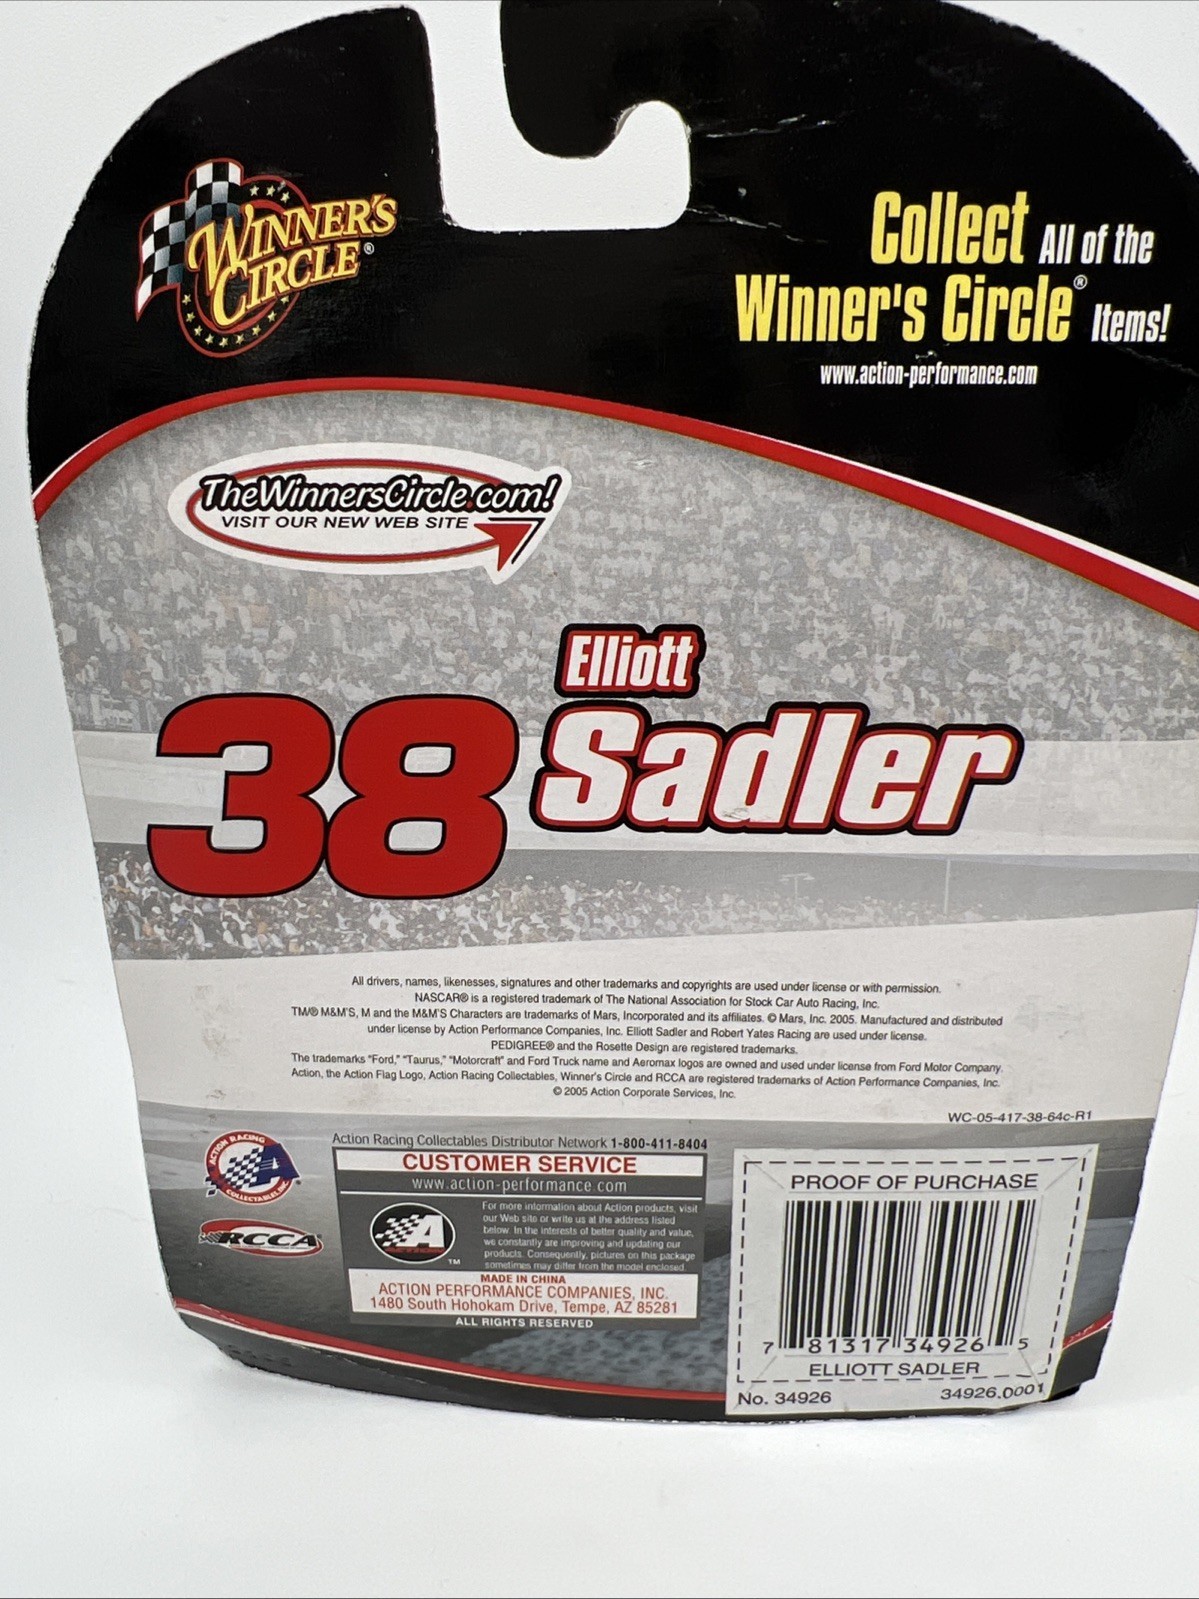 WINNER'S
CIRCLE®
Collect All of the
Winner's Circle® Items!
www.action-performance.com
TheWinnersCircle.com!
VISIT OUR NEW WEB SITE
Elliott
38 Sadler
All drivers, names, likenesses, signatures and other trademarks and copyrights are used under license or with permission.
NASCAR® is a registered trademark of The National Association for Stock Car Auto Racing, Inc.
TM/® M&M'S, M and the M&M'S Characters are trademarks of Mars, Incorporated and its affiliates. © Mars, Inc. 2005. Manufactured and distributed
under license by Action Performance Companies, Inc. Elliott Sadler and Robert Yates Racing are used under license.
PEDIGREE® and the Rosette Design are registered trademarks.
The trademarks "Ford," "Taurus," "Motorcraft" and Ford Truck name and Aeromax logos are owned and used under license from Ford Motor Company.
Action, the Action Flag Logo, Action Racing Collectables, Winner's Circle and RCCA are registered trademarks of Action Performance Companies, Inc.
© 2005 Action Corporate Services, Inc.
WC-05-417-38-64c-R1
ACTION RACING
COLLECTABLES, INC.
RCCA
Action Racing Collectables Distributor Network 1-800-411-8404
CUSTOMER SERVICE
www.action-performance.com
A
ACTION
TM
For more information about Action products, visit
our Web site or write us at the address listed
below. In the interests of better quality and value,
we constantly are improving and updating our
products. Consequently, pictures on this package
sometimes may differ from the model enclosed.
MADE IN CHINA
ACTION PERFORMANCE COMPANIES, INC.
1480 South Hohokam Drive, Tempe, AZ 85281
ALL RIGHTS RESERVED
PROOF OF PURCHASE
7 81317 34926 5
ELLIOTT SADLER
No. 34926 34926.0001